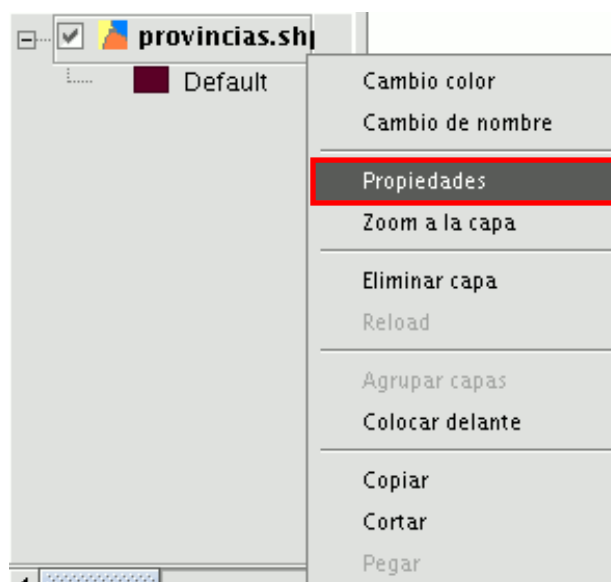 provincias.shp
Default
Cambio color
Cambio de nombre
Propiedades
Zoom a la capa
Eliminar capa
Reload
Agrupar capas
Colocar delante
Copiar
Cortar
Pegar